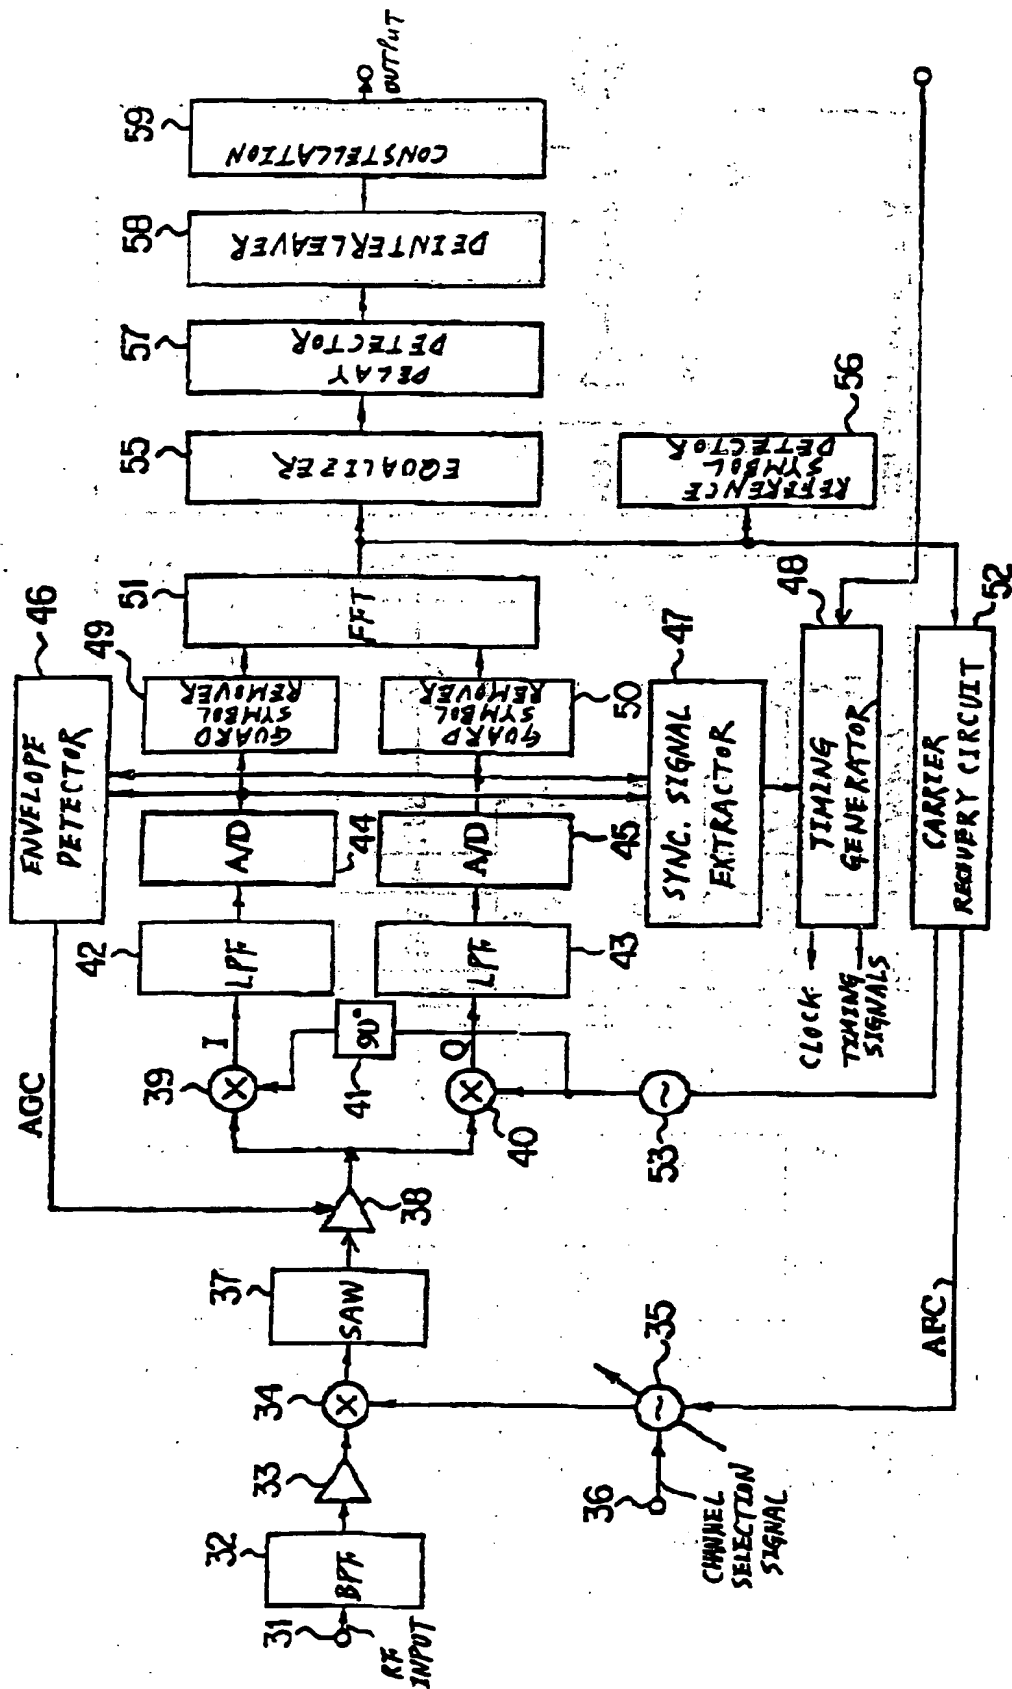 31
RF
INPUT
32
BPF
33
34
36
CHANNEL
SELECTION
SIGNAL
35
37
SAW
38
AGC
AFC
39
I
40
Q
41
90°
53
42
LPF
43
LPF
44
A/D
45
A/D
46
ENVELOPE
DETECTOR
47
SYNC. SIGNAL
EXTRACTOR
48
TIMING
GENERATOR
CLOCK
TIMING
SIGNALS
52
CARRIER
RECOVERY CIRCUIT
49
GUARD
SYMBOL
REMOVER
50
GUARD
SYMBOL
REMOVER
51
FFT
55
EQUALIZER
56
REFERENCE
SYMBOL
DETECTOR
57
DELAY
DETECTOR
58
DEINTERLEAVER
59
CONSTELLATION
OUTPUT